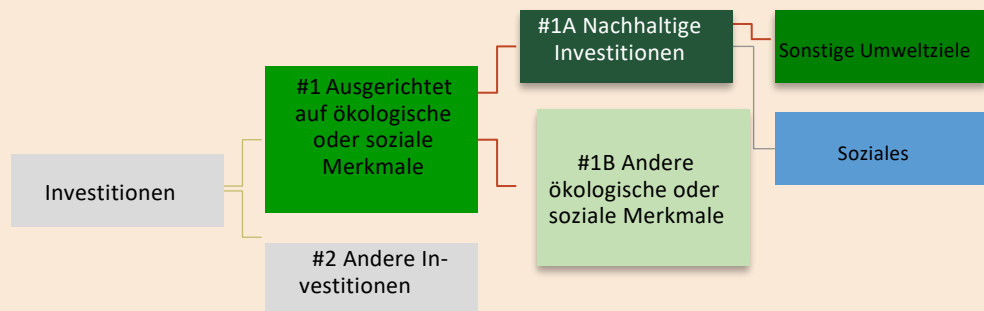 Investitionen
#1 Ausgerichtet
auf ökologische
oder soziale
Merkmale
#2 Andere In-
vestitionen
#1A Nachhaltige
Investitionen
#1B Andere
ökologische oder
soziale Merkmale
Sonstige Umweltziele
Soziales